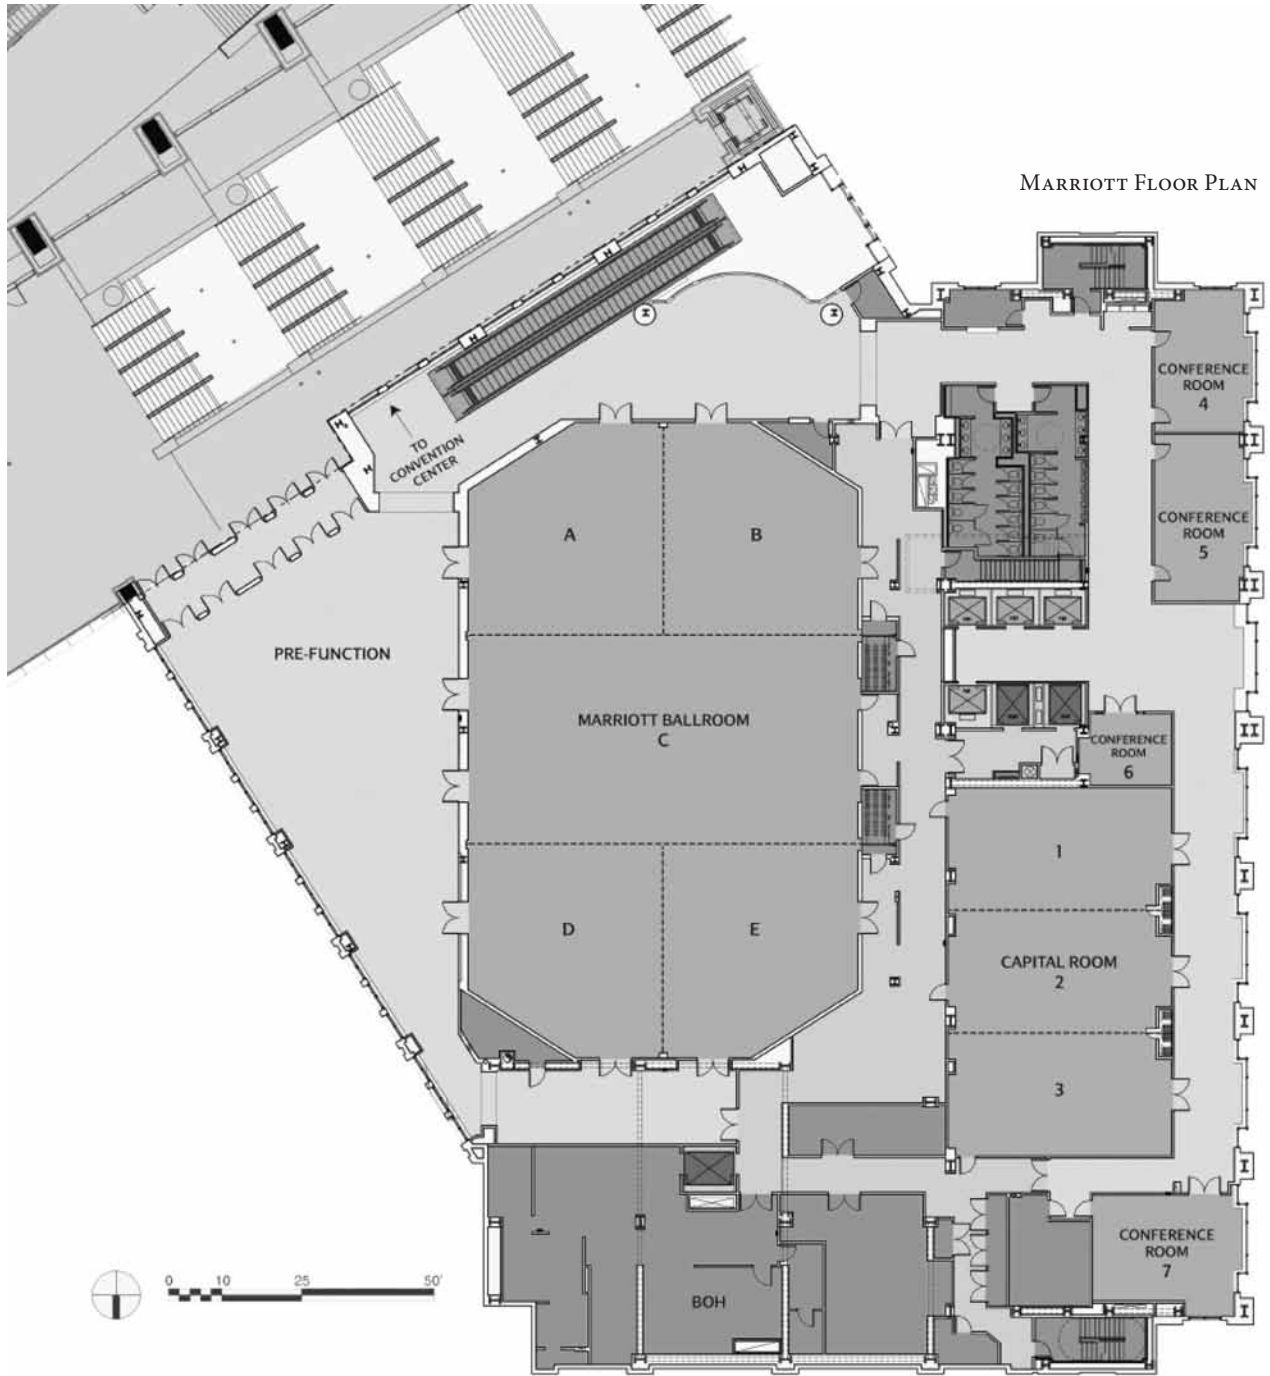 MARRIOTT FLOOR PLAN
CONFERENCE
ROOM
4
TO
CONVENTION
CENTER
A
B
CONFERENCE
ROOM
5
PRE-FUNCTION
MARRIOTT BALLROOM
C
CONFERENCE
ROOM
6
1
D
E
CAPITAL ROOM
2
3
CONFERENCE
ROOM
7
0 10 25 50'
BOH